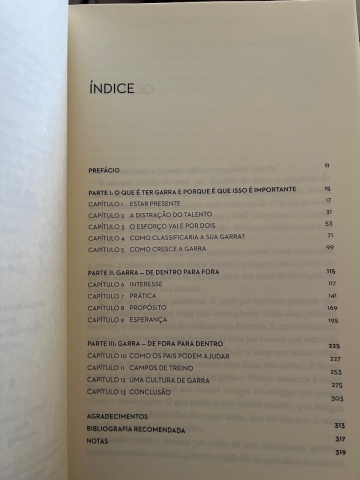 ÍNDICE
PREFÁCIO 11
PARTE I: O QUE É TER GARRA E PORQUE É QUE ISSO É IMPORTANTE 15
CAPÍTULO 1 ESTAR PRESENTE 17
CAPÍTULO 2 A DISTRAÇÃO DO TALENTO 31
CAPÍTULO 3 O ESFORÇO VALE POR DOIS 53
CAPÍTULO 4 COMO CLASSIFICARIA A SUA GARRA? 71
CAPÍTULO 5 COMO CRESCE A GARRA 99
PARTE II: GARRA – DE DENTRO PARA FORA 115
CAPÍTULO 6 INTERESSE 117
CAPÍTULO 7 PRÁTICA 141
CAPÍTULO 8 PROPÓSITO 169
CAPÍTULO 9 ESPERANÇA 195
PARTE III: GARRA – DE FORA PARA DENTRO 225
CAPÍTULO 10 COMO OS PAIS PODEM AJUDAR 227
CAPÍTULO 11 CAMPOS DE TREINO 253
CAPÍTULO 12 UMA CULTURA DE GARRA 275
CAPÍTULO 13 CONCLUSÃO 303
AGRADECIMENTOS 313
BIBLIOGRAFIA RECOMENDADA 317
NOTAS 319